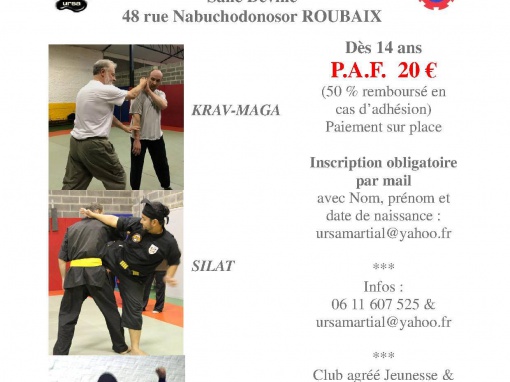 ursa
Salle Deville
48 rue Nabuchodonosor ROUBAIX
Dès 14 ans
P.A.F. 20 €
(50 % remboursé en
cas d'adhésion)
Paiement sur place
KRAV-MAGA
Inscription obligatoire
par mail
avec Nom, prénom et
date de naissance :
ursamartial@yahoo.fr
SILAT
***
Infos :
06 11 607 525 &
ursamartial@yahoo.fr
***
Club agréé Jeunesse &